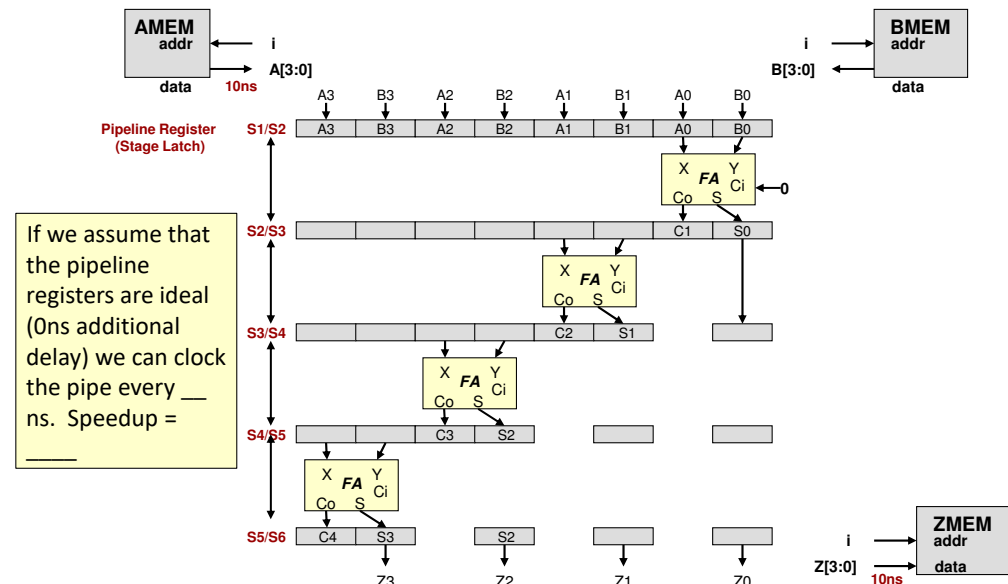 AMEM
addr
data
i
A[3:0]
10ns
BMEM
addr
data
i
B[3:0]
A3 B3 A2 B2 A1 B1 A0 B0
Pipeline Register
(Stage Latch)
S1/S2
A3 B3 A2 B2 A1 B1 A0 B0
X Y
FA
Ci
Co S
0
S2/S3
C1 S0
X Y
FA
Ci
Co S
S3/S4
C2 S1
X Y
FA
Ci
Co S
S4/S5
C3 S2
X Y
FA
Ci
Co S
S5/S6
C4 S3 S2
Z3 Z2 Z1 Z0
If we assume that
the pipeline
registers are ideal
(0ns additional
delay) we can clock
the pipe every __
ns. Speedup =
____
ZMEM
addr
data
i
Z[3:0]
10ns